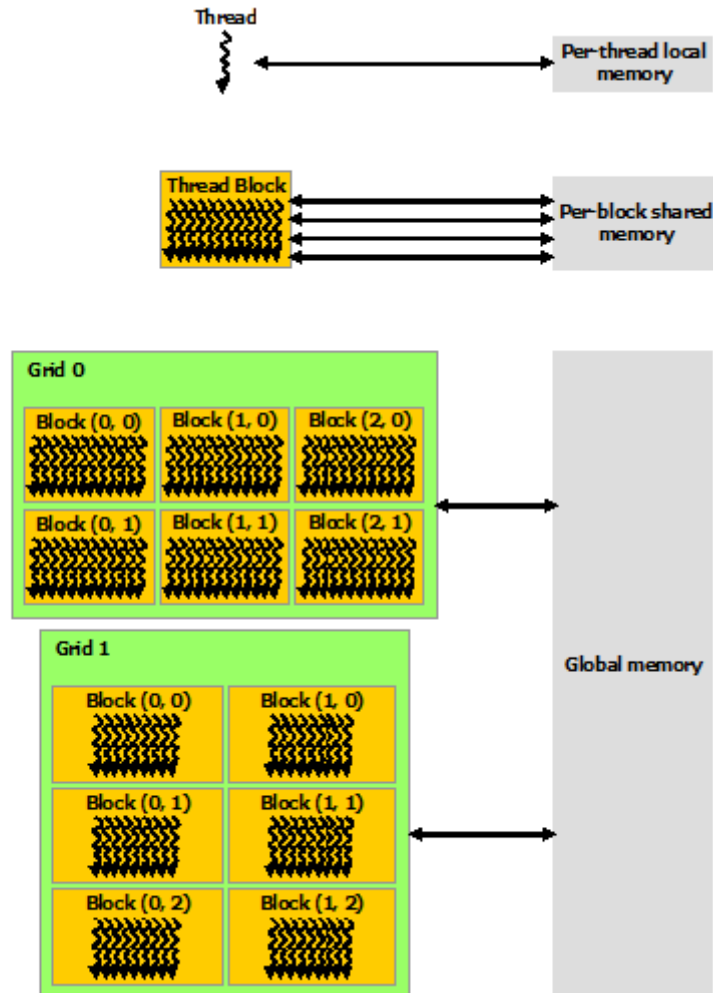 Thread
Per-thread local
memory
Thread Block
Per-block shared
memory
Grid 0
Block (0, 0)
Block (1, 0)
Block (2, 0)
Block (0, 1)
Block (1, 1)
Block (2, 1)
Grid 1
Global memory
Block (0, 0)
Block (1, 0)
Block (0, 1)
Block (1, 1)
Block (0, 2)
Block (1, 2)